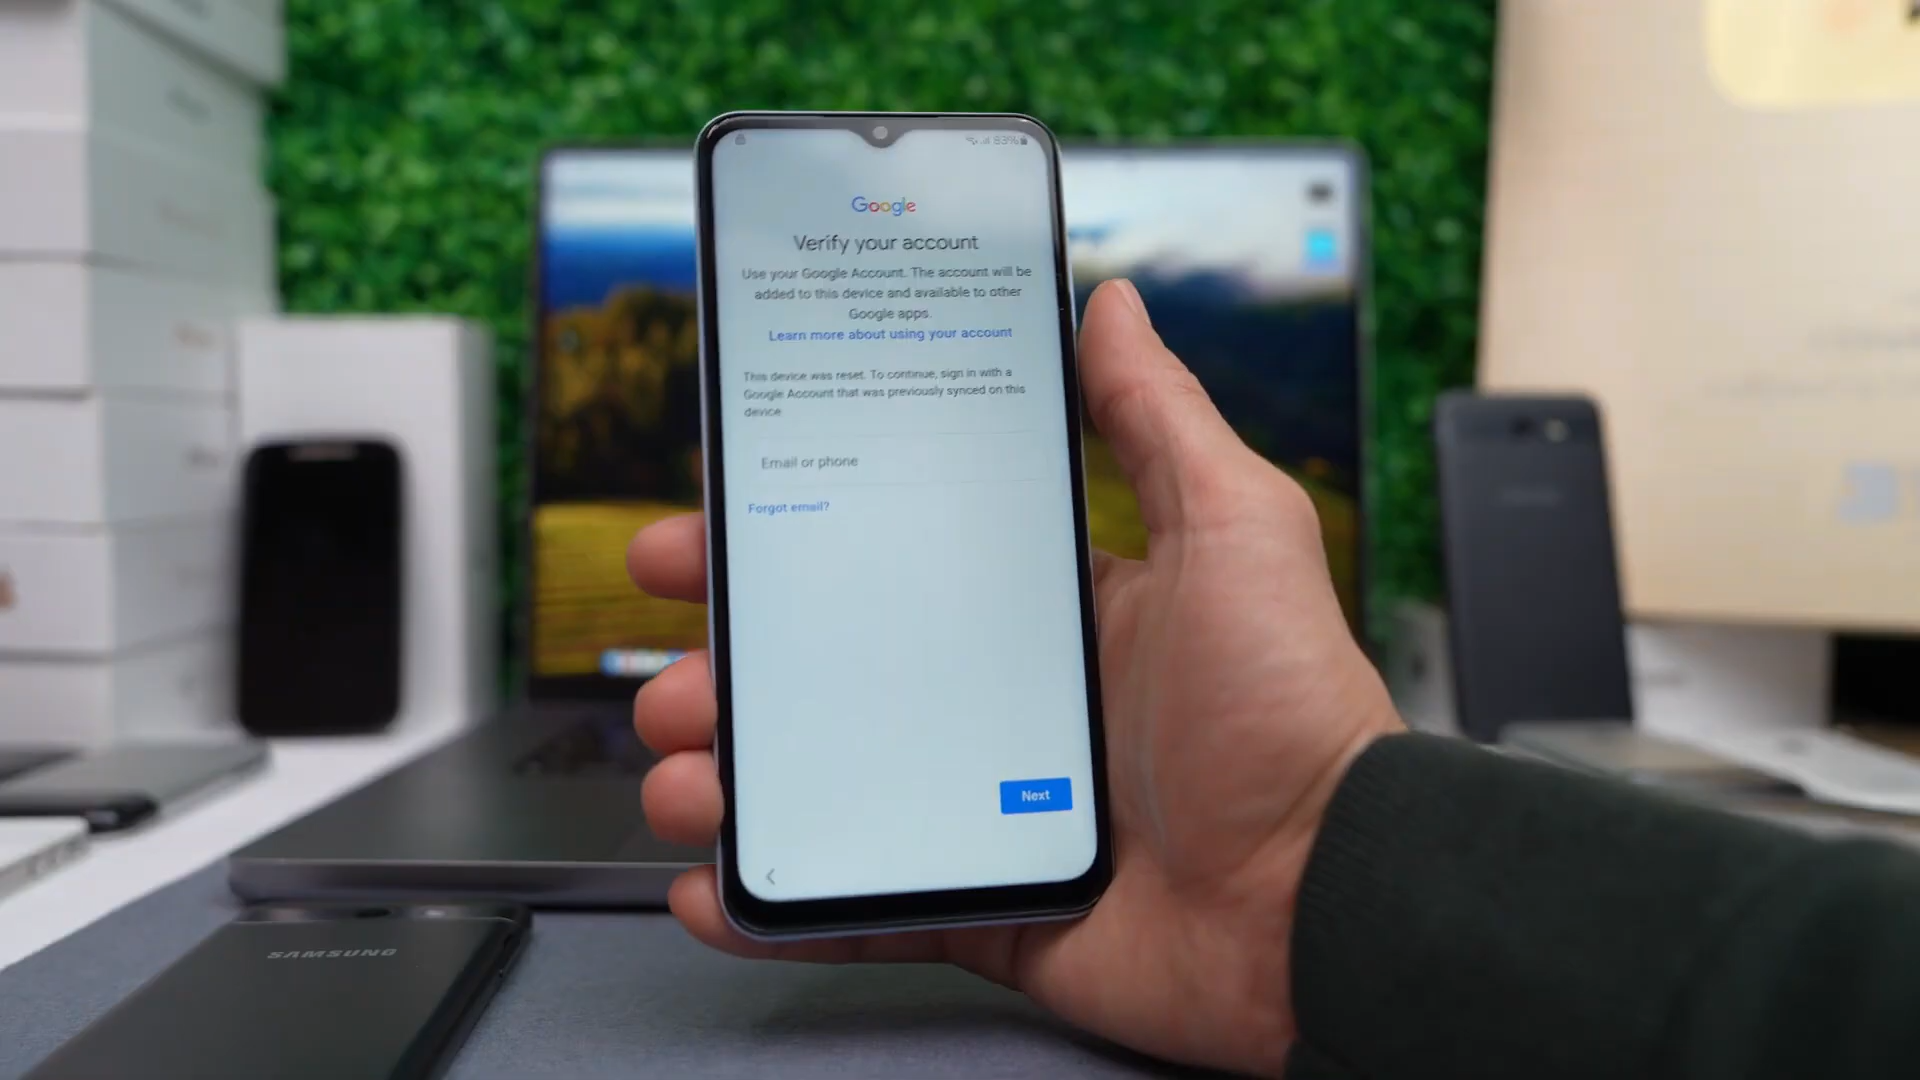 83%
Google
Verify your account
Use your Google Account. The account will be
added to this device and available to other
Google apps.
Learn more about using your account
This device was reset. To continue, sign in with a
Google Account that was previously synced on this
device
Email or phone
Forgot email?
Next
SAMSUNG